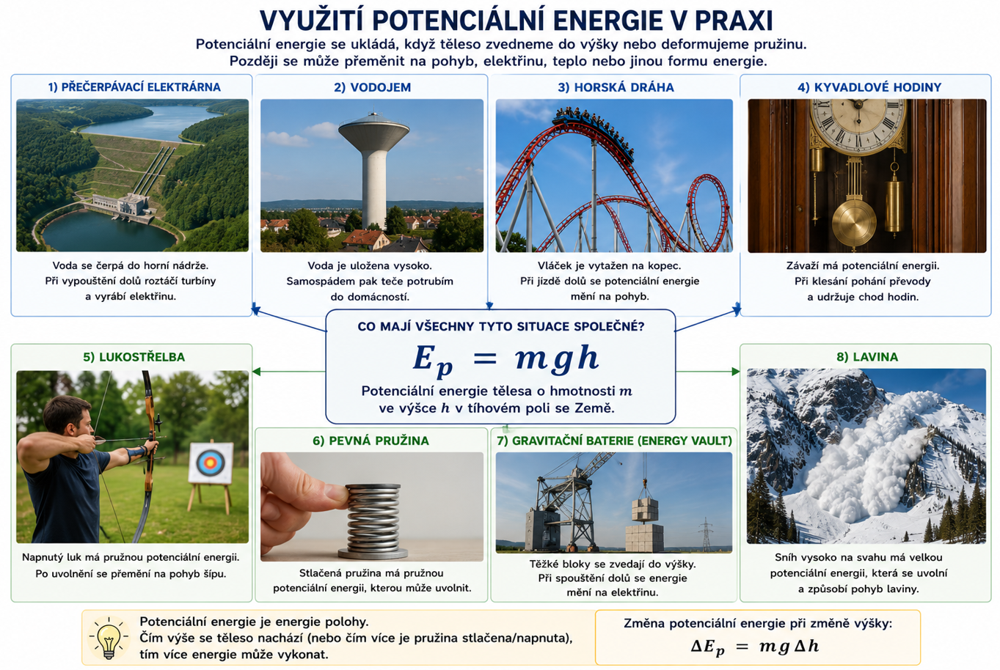 VYUŽITÍ POTENCIÁLNÍ ENERGIE V PRAXI
Potenciální energie se ukládá, když těleso zvedneme do výšky nebo deformujeme pružinu.
Později se může přeměnit na pohyb, elektřinu, teplo nebo jinou formu energie.
1) PŘEČERPÁVACÍ ELEKTRÁRNA
Voda se čerpá do horní nádrže.
Při vypouštění dolů roztáčí turbíny
a vyrábí elektřinu.
2) VODOJEM
Voda je uložena vysoko.
Samospádem pak teče potrubím
do domácností.
3) HORSKÁ DRÁHA
Vláček je vytažen na kopec.
Při jízdě dolů se potenciální energie
mění na pohyb.
4) KYVADLOVÉ HODINY
Závaží má potenciální energii.
Při klesání pohání převody
a udržuje chod hodin.
CO MAJÍ VŠECHNY TYTO SITUACE SPOLEČNÉ?
E_p = mgh
Potenciální energie tělesa o hmotnosti m
ve výšce h v tíhovém poli se Země.
5) LUKOSTŘELBA
Napnutý luk má pružnou potenciální energii.
Po uvolnění se přemění na pohyb šípu.
6) PEVNÁ PRUŽINA
Stlačená pružina má pružnou
potenciální energii, kterou může uvolnit.
7) GRAVITAČNÍ BATERIE (ENERGY VAULT)
Těžké bloky se zvedají do výšky.
Při spouštění dolů se energie
mění na elektřinu.
8) LAVINA
Sníh vysoko na svahu má velkou
potenciální energii, která se uvolní
a způsobí pohyb laviny.
Potenciální energie je energie polohy.
Čím výše se těleso nachází (nebo čím více je pružina stlačena/napnuta),
tím více energie může vykonat.
Změna potenciální energie při změně výšky:
ΔE_p = mgΔh